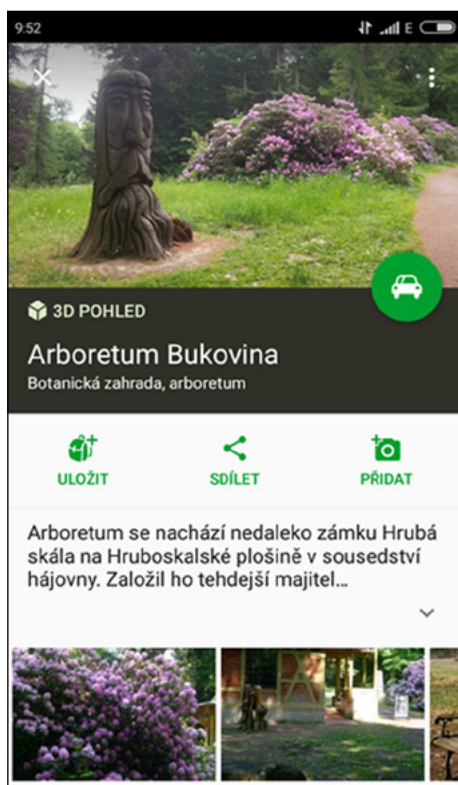 9:52
E
3D POHLED
Arboretum Bukovina
Botanická zahrada, arboretum
ULOŽIT
SDÍLET
PŘIDAT
Arboretum se nachází nedaleko zámku Hrubá
skála na Hruboskalské plošině v sousedství
hájovny. Založil ho tehdejší majitel...